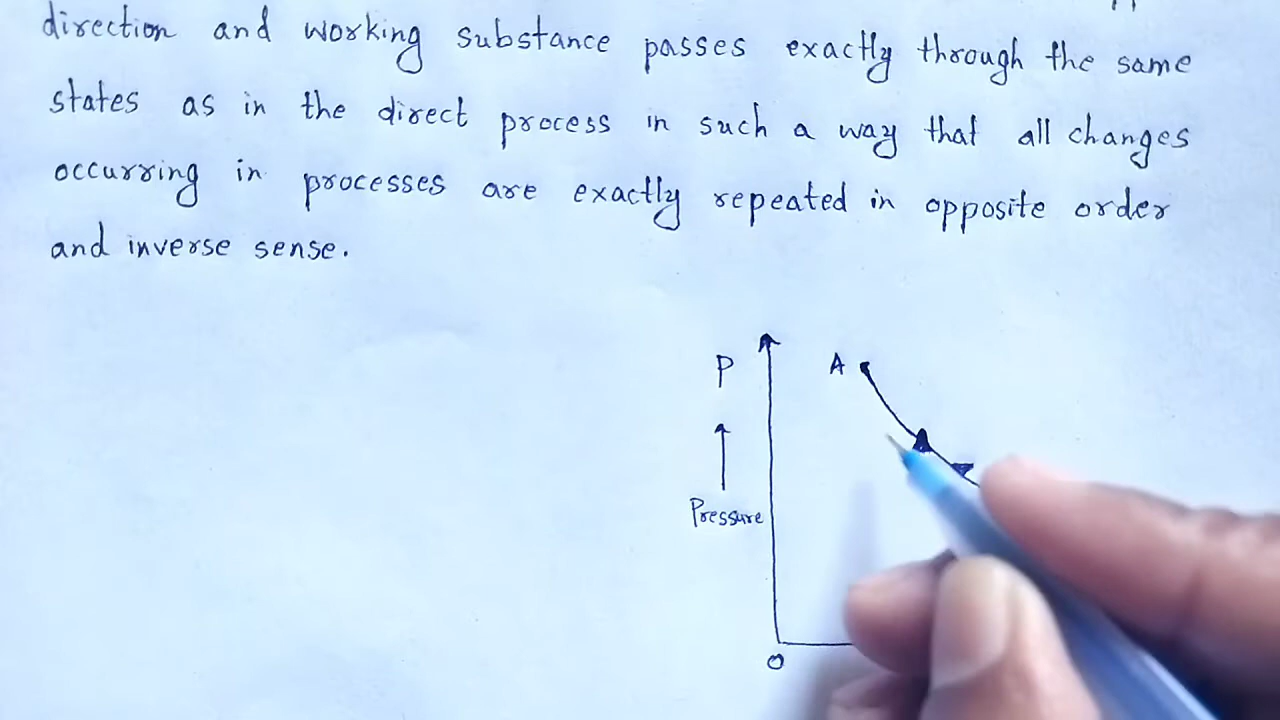 direction and working substance passes exactly through the same
states as in the direct process in such a way that all changes
occurring in processes are exactly repeated in opposite order
and inverse sense.
P
A
Pressure
O